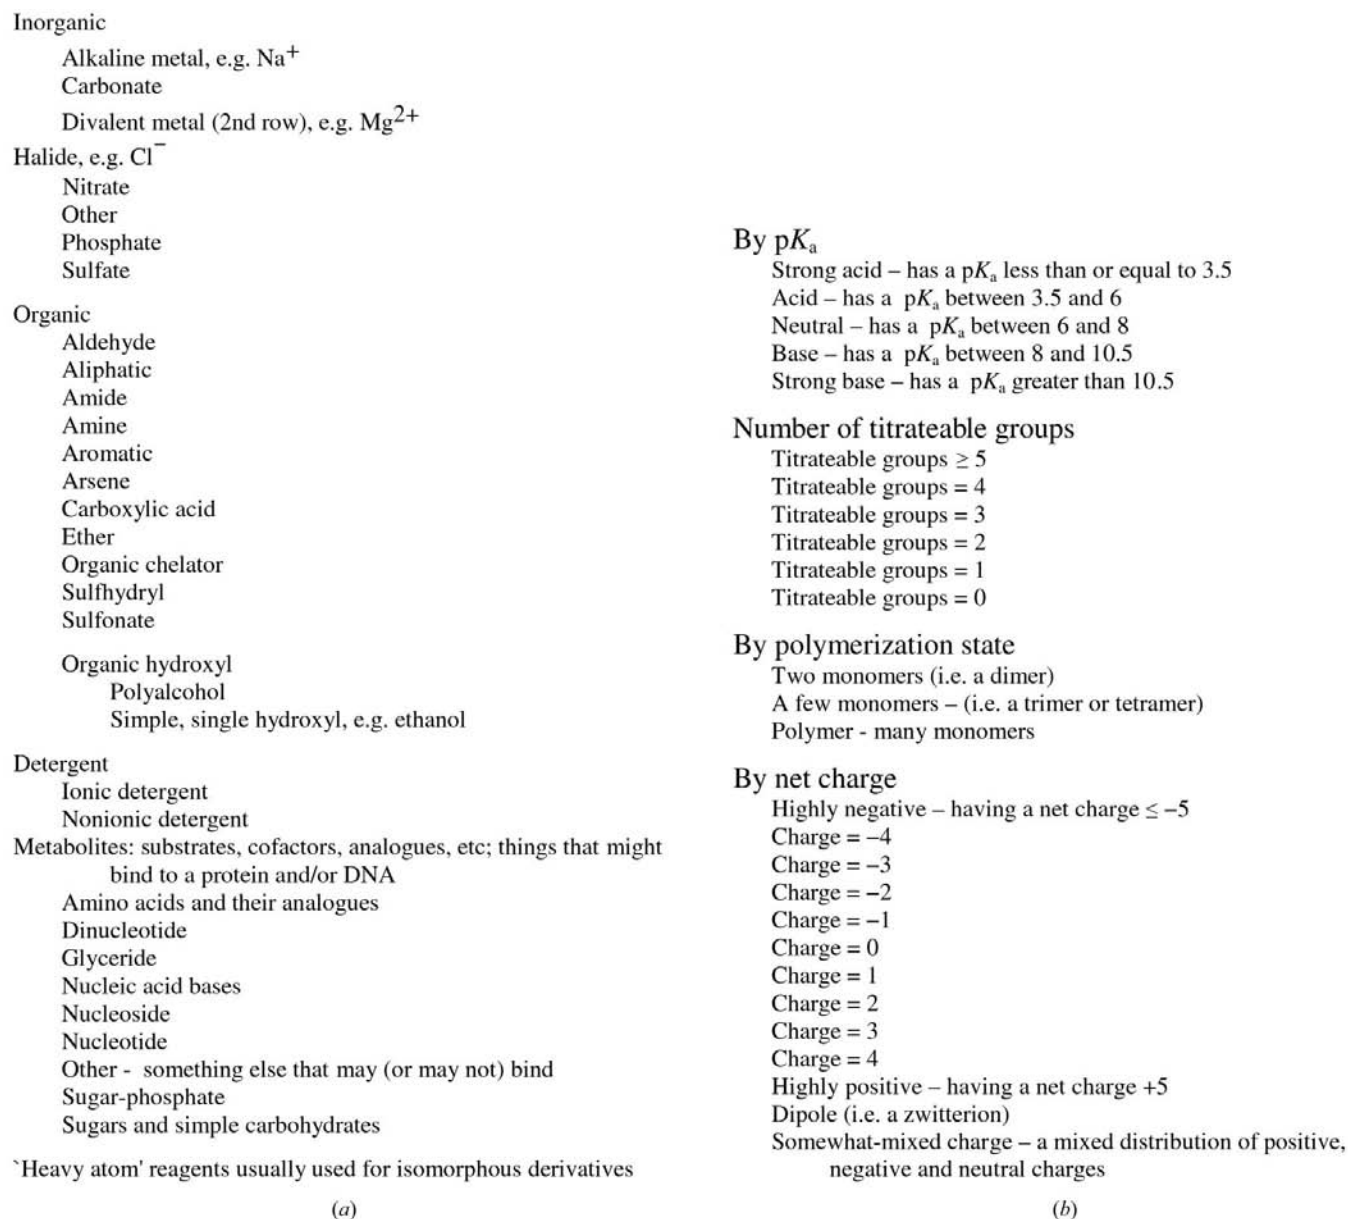 Inorganic
Alkaline metal, e.g. Na+
Carbonate
Divalent metal (2nd row), e.g. Mg2+
Halide, e.g. Cl−
Nitrate
Other
Phosphate
Sulfate
Organic
Aldehyde
Aliphatic
Amide
Amine
Aromatic
Arsene
Carboxylic acid
Ether
Organic chelator
Sulfhydryl
Sulfonate
Organic hydroxyl
Polyalcohol
Simple, single hydroxyl, e.g. ethanol
Detergent
Ionic detergent
Nonionic detergent
Metabolites: substrates, cofactors, analogues, etc; things that might
bind to a protein and/or DNA
Amino acids and their analogues
Dinucleotide
Glyceride
Nucleic acid bases
Nucleoside
Nucleotide
Other - something else that may (or may not) bind
Sugar-phosphate
Sugars and simple carbohydrates
`Heavy atom' reagents usually used for isomorphous derivatives
(a)
By pKa
Strong acid – has a pKa less than or equal to 3.5
Acid – has a pKa between 3.5 and 6
Neutral – has a pKa between 6 and 8
Base – has a pKa between 8 and 10.5
Strong base – has a pKa greater than 10.5
Number of titrateable groups
Titrateable groups ≥ 5
Titrateable groups = 4
Titrateable groups = 3
Titrateable groups = 2
Titrateable groups = 1
Titrateable groups = 0
By polymerization state
Two monomers (i.e. a dimer)
A few monomers – (i.e. a trimer or tetramer)
Polymer - many monomers
By net charge
Highly negative – having a net charge ≤ −5
Charge = −4
Charge = −3
Charge = −2
Charge = −1
Charge = 0
Charge = 1
Charge = 2
Charge = 3
Charge = 4
Highly positive – having a net charge +5
Dipole (i.e. a zwitterion)
Somewhat-mixed charge – a mixed distribution of positive,
negative and neutral charges
(b)